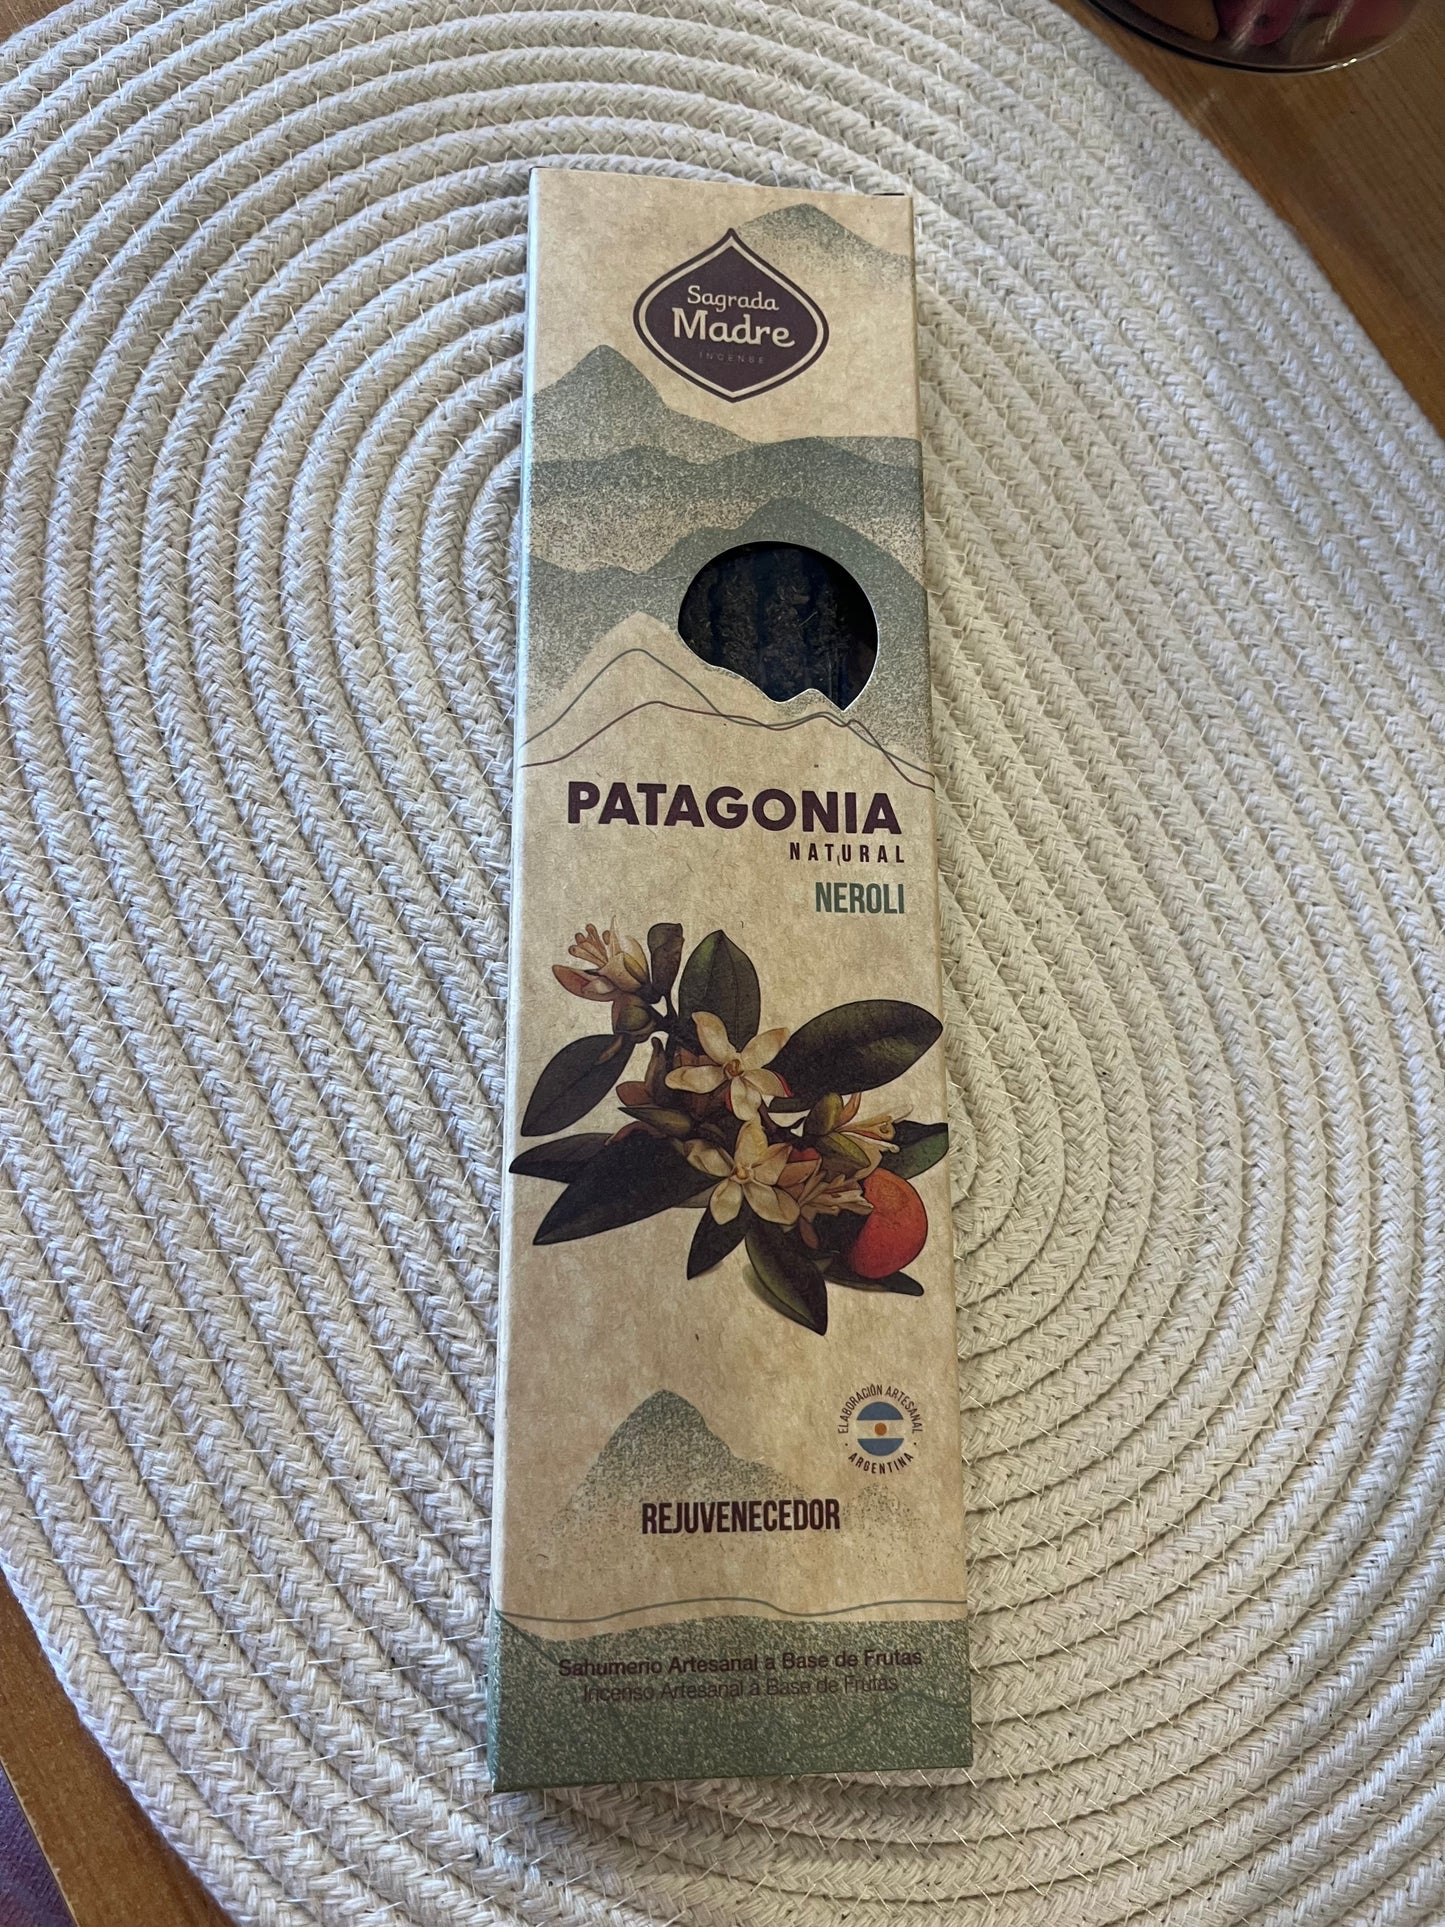 Sagrada
Madre
INCENSE
PATAGONIA
NATURAL
NEROLI
ELABORACIÓN ARTESANAL
· ARGENTINA ·
REJUVENECEDOR
Sahumerio Artesanal a Base de Frutas
Incenso Artesanal à Base de Frutas